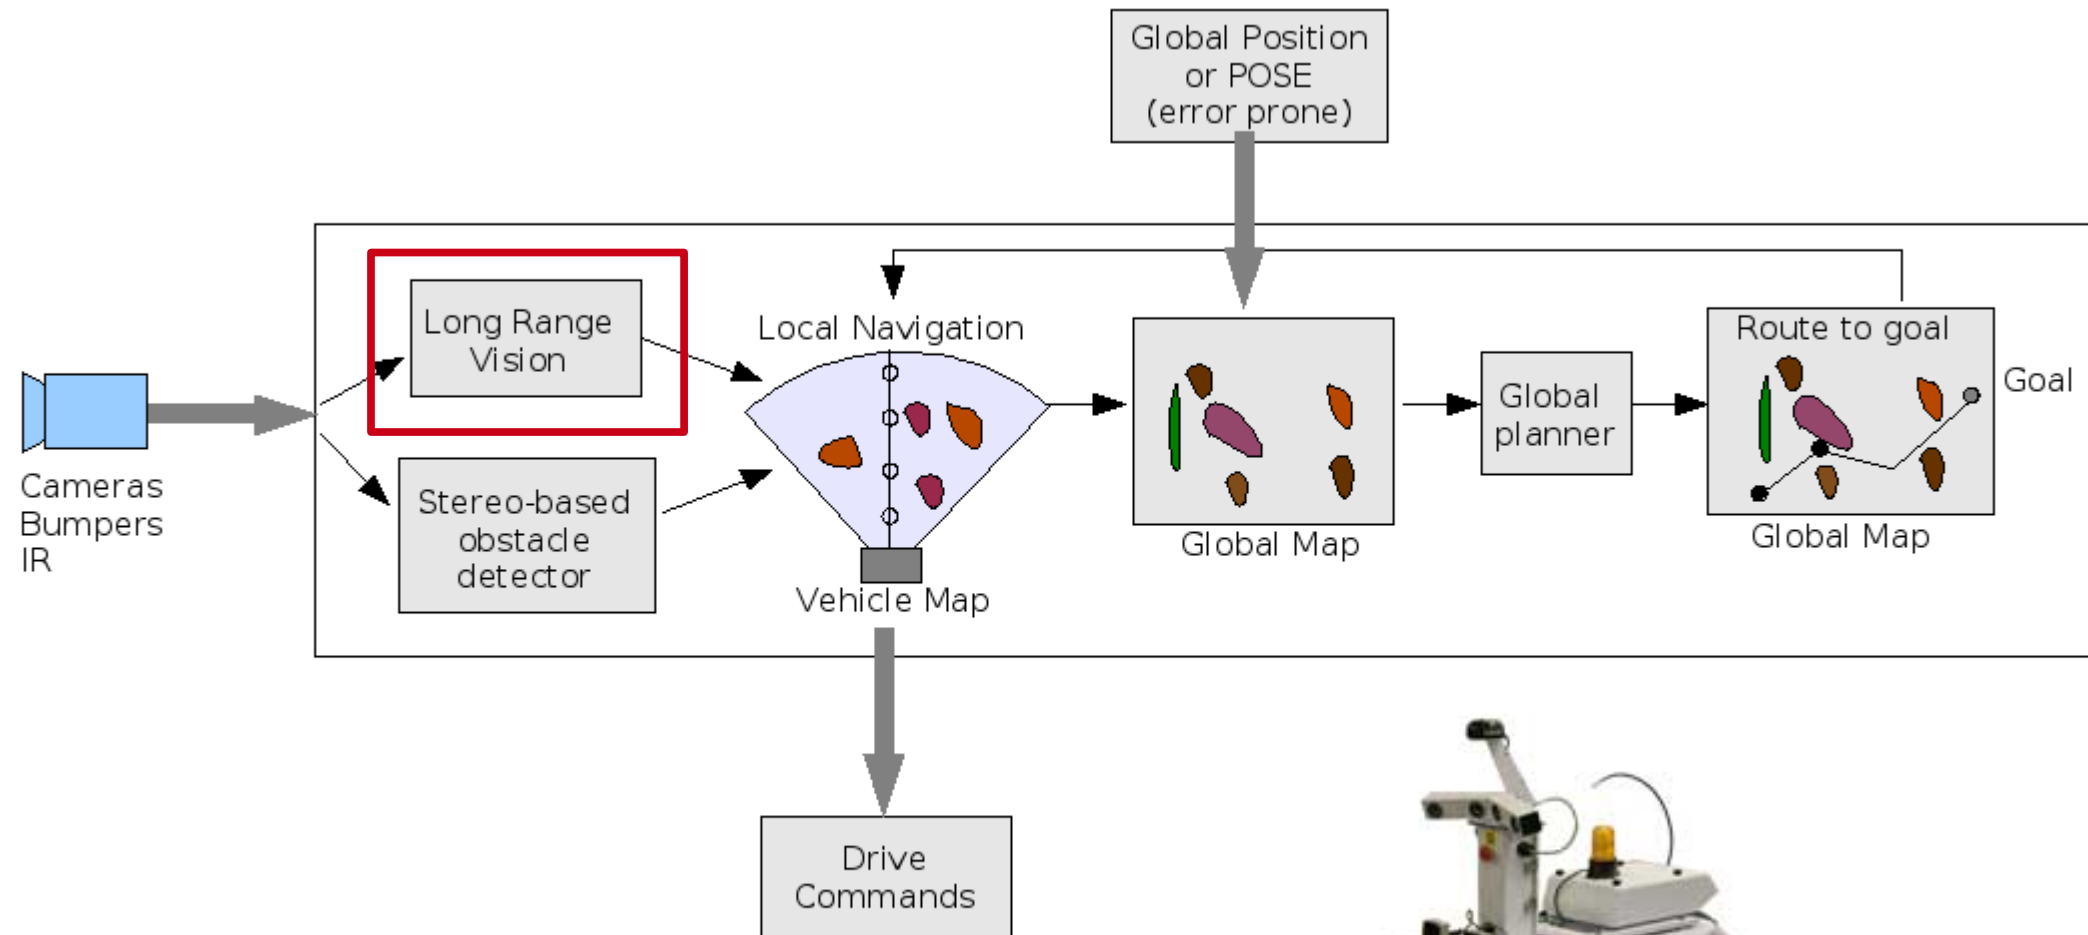 Global Position
or POSE
(error prone)
Long Range
Vision
Local Navigation
Route to goal
Goal
Global
planner
Cameras
Bumpers
IR
Stereo-based
obstacle
detector
Global Map
Global Map
Vehicle Map
Drive
Commands